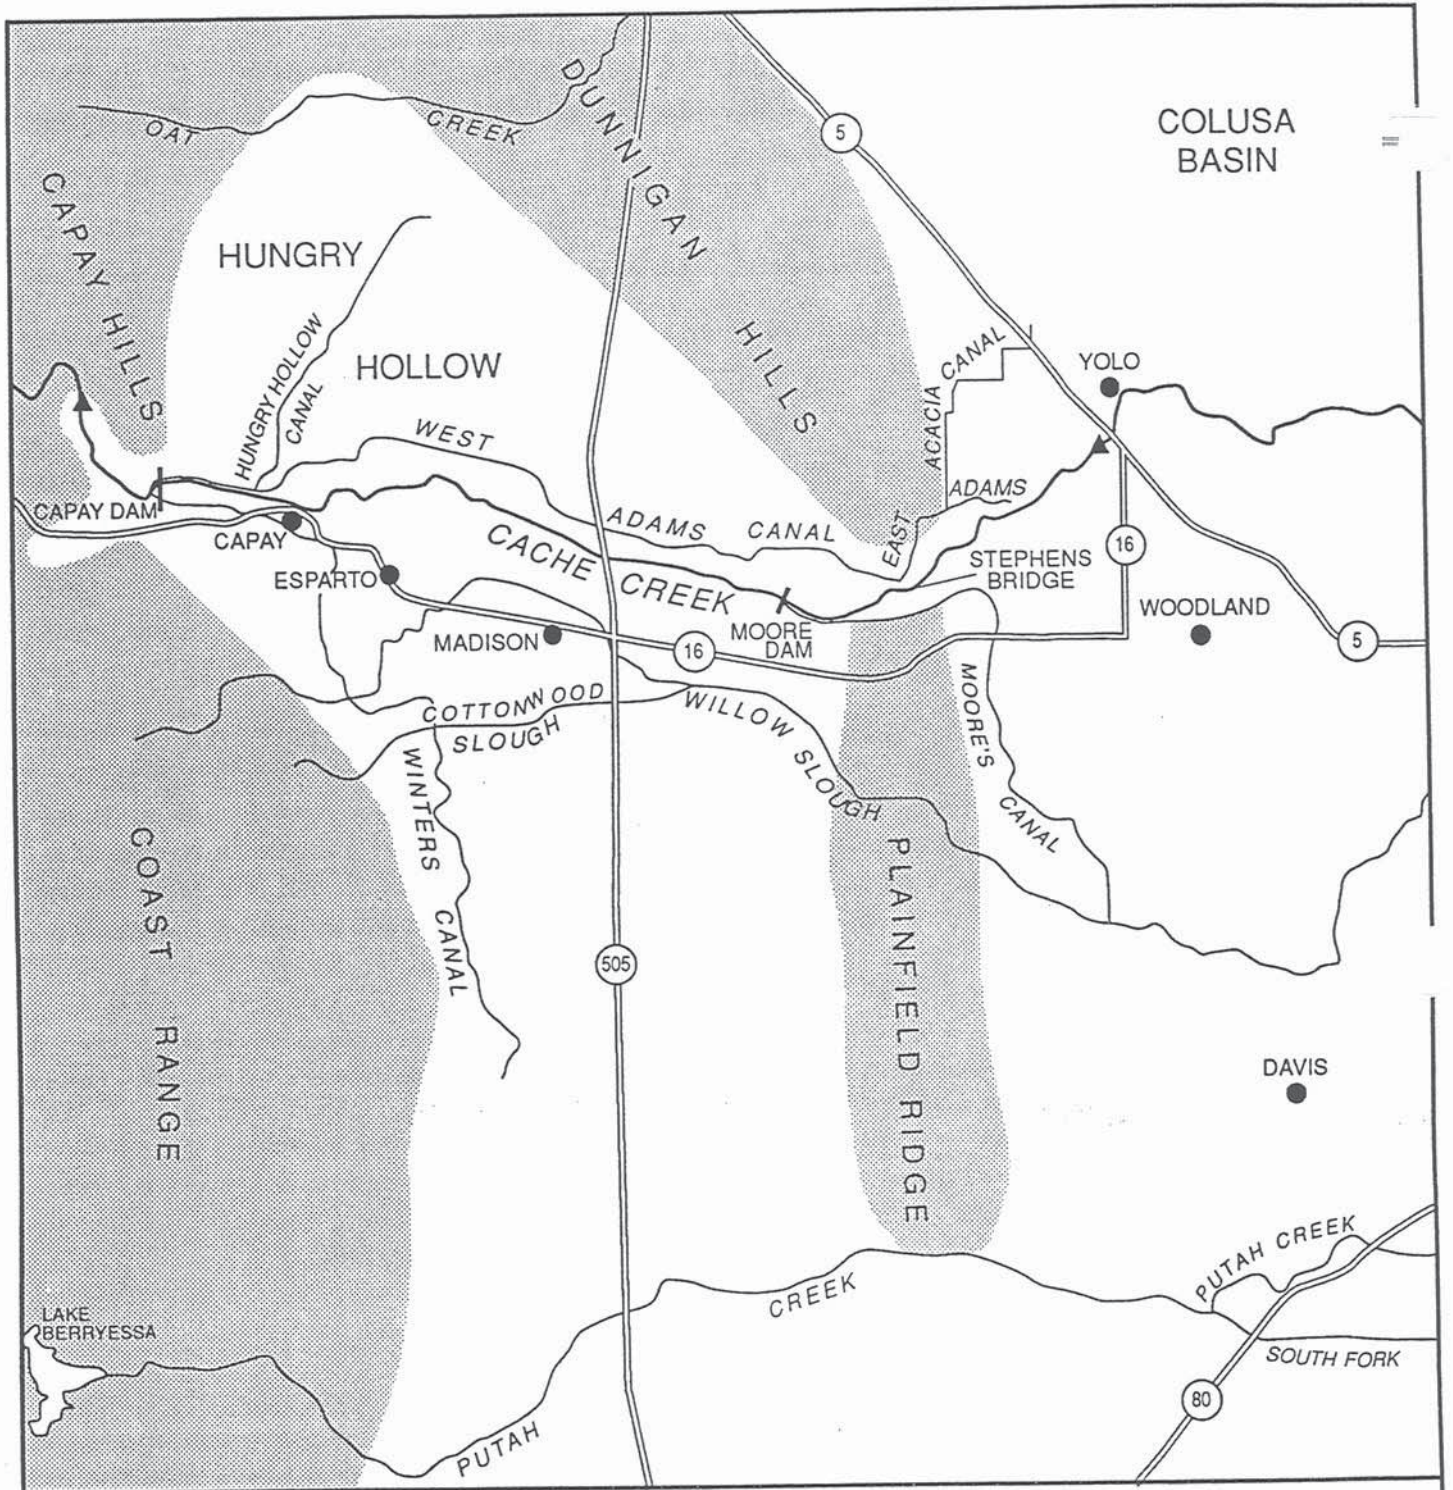 COLUSA
BASIN
5
DUNNIGAN
HILLS
OAT
CREEK
CAPAY HILLS
HUNGRY
HOLLOW
HUNGRY HOLLOW
CANAL
WEST
ADAMS
CANAL
ACACIA
CANAL
YOLO
EAST
ADAMS
CAPAY DAM
CAPAY
ESPARTO
CACHE
CREEK
STEPHENS
BRIDGE
16
WOODLAND
MADISON
MOORE
DAM
16
5
COTTONWOOD
SLOUGH
WILLOW SLOUGH
MOORE'S
CANAL
WINTERS
CANAL
COAST
RANGE
PLAINFIELD RIDGE
505
DAVIS
PUTAH CREEK
LAKE
BERRYESSA
CREEK
SOUTH FORK
80
PUTAH